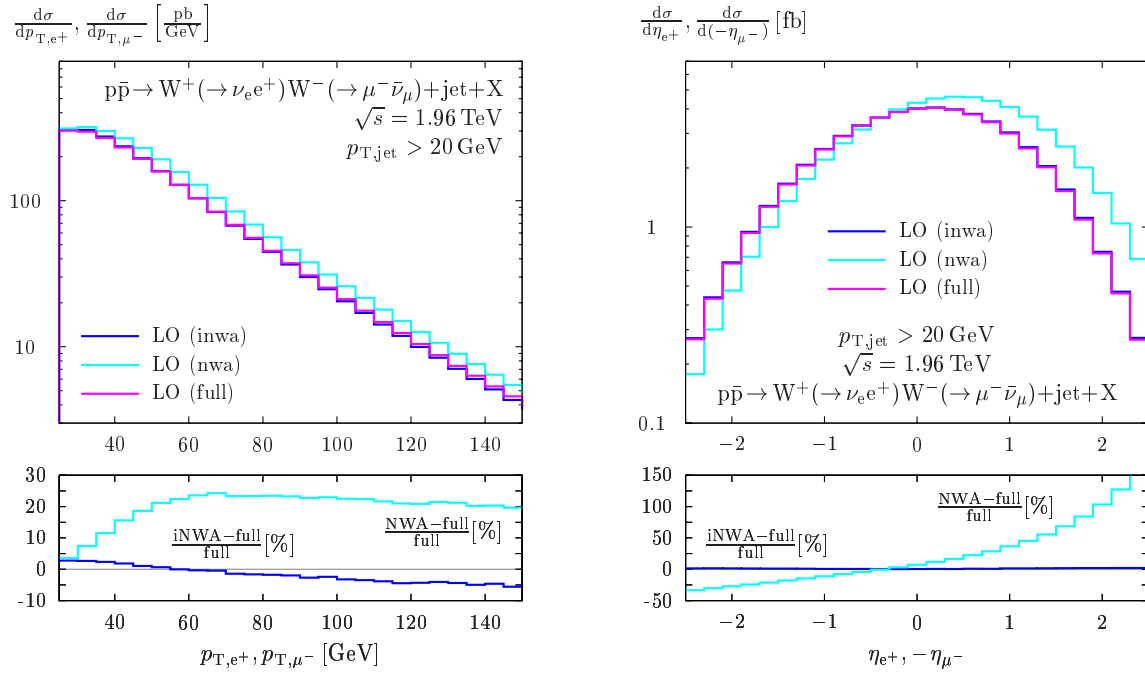 dσ/dp_T,e+, dσ/dp_T,μ− [pb/GeV]
pp̄→W⁺(→ν_e e⁺)W⁻(→μ⁻ν̄_μ)+jet+X
√s = 1.96 TeV
p_T,jet > 20 GeV
100
10
LO (inwa)
LO (nwa)
LO (full)
40 60 80 100 120 140
30
20
10
0
-10
iNWA−full/full [%]
NWA−full/full [%]
40 60 80 100 120 140
p_T,e+, p_T,μ− [GeV]
dσ/dη_e+, dσ/d(−η_μ−) [fb]
1
0.1
LO (inwa)
LO (nwa)
LO (full)
p_T,jet > 20 GeV
√s = 1.96 TeV
pp̄→W⁺(→ν_e e⁺)W⁻(→μ⁻ν̄_μ)+jet+X
−2 −1 0 1 2
150
100
50
0
-50
iNWA−full/full [%]
NWA−full/full [%]
−2 −1 0 1 2
η_e+, −η_μ−